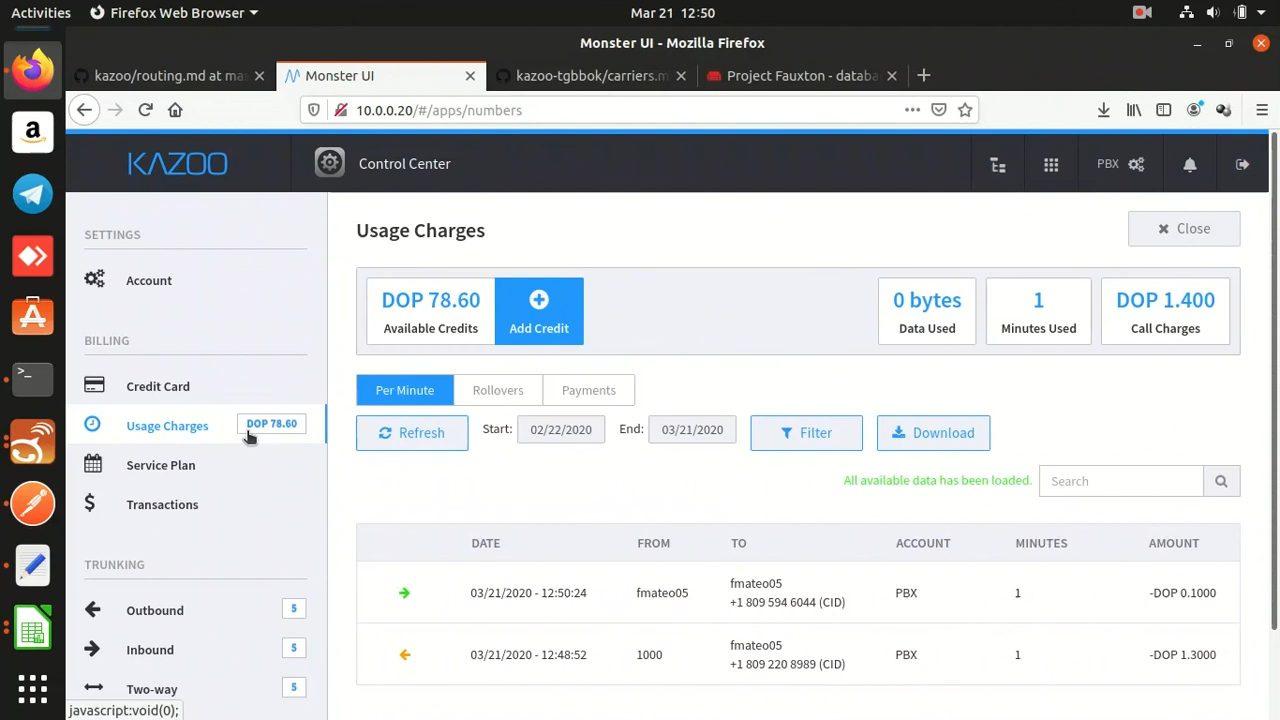 Activities
Firefox Web Browser
Mar 21 12:50
Monster UI - Mozilla Firefox
kazoo/routing.md at mas
Monster UI
kazoo-tgbbok/carriers.m
Project Fauxton - databa
10.0.0.20/#/apps/numbers
KAZOO
Control Center
PBX
SETTINGS
Account
BILLING
Credit Card
Usage Charges
DOP 78.60
Service Plan
Transactions
TRUNKING
Outbound
5
Inbound
5
Two-way
5
javascript:void(0);
Usage Charges
Close
DOP 78.60
Available Credits
Add Credit
0 bytes
Data Used
1
Minutes Used
DOP 1.400
Call Charges
Per Minute
Rollovers
Payments
Refresh
Start:
02/22/2020
End:
03/21/2020
Filter
Download
All available data has been loaded.
Search
DATE FROM TO ACCOUNT MINUTES AMOUNT
03/21/2020 - 12:50:24 fmateo05 fmateo05 PBX 1 -DOP 0.1000
+1 809 594 6044 (CID)
03/21/2020 - 12:48:52 1000 fmateo05 PBX 1 -DOP 1.3000
+1 809 220 8989 (CID)